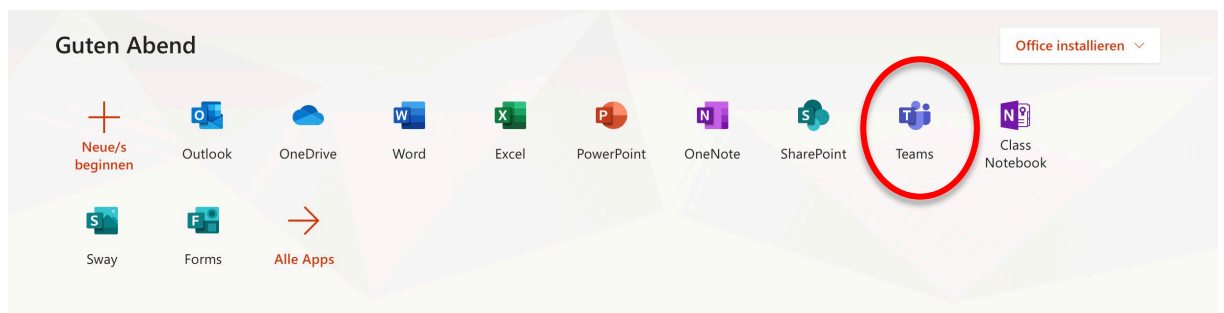 Guten Abend
Office installieren
Neue/s
beginnen
Outlook
OneDrive
Word
Excel
PowerPoint
OneNote
SharePoint
Teams
Class
Notebook
Sway
Forms
Alle Apps